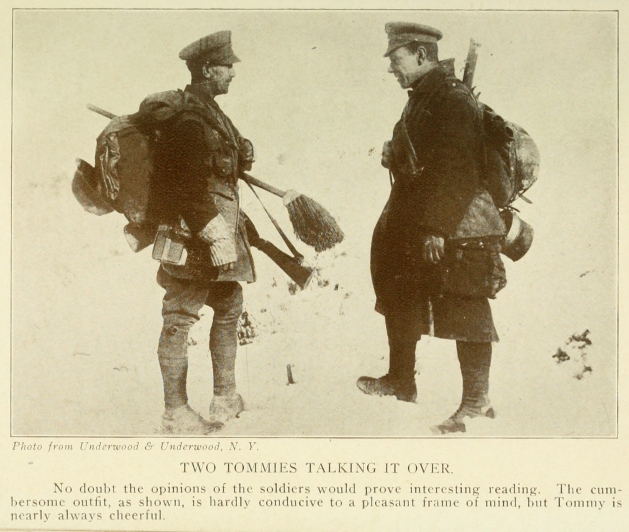 Photo from Underwood & Underwood, N. Y.
TWO TOMMIES TALKING IT OVER.
No doubt the opinions of the soldiers would prove interesting reading. The cum-
bersome outfit, as shown, is hardly conducive to a pleasant frame of mind, but Tommy is
nearly always cheerful.